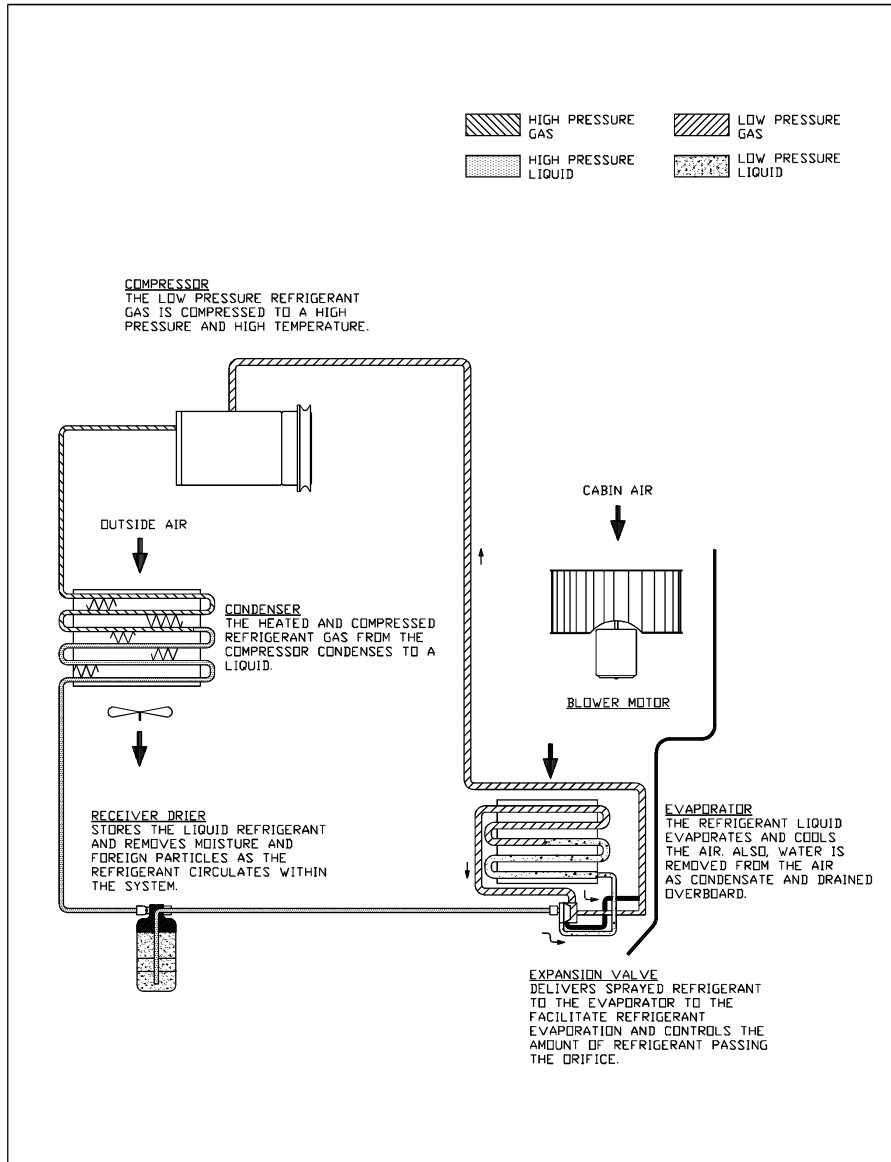 HIGH PRESSURE
GAS
LOW PRESSURE
GAS
HIGH PRESSURE
LIQUID
LOW PRESSURE
LIQUID
COMPRESSOR
THE LOW PRESSURE REFRIGERANT
GAS IS COMPRESSED TO A HIGH
PRESSURE AND HIGH TEMPERATURE.
CABIN AIR
OUTSIDE AIR
CONDENSER
THE HEATED AND COMPRESSED
REFRIGERANT GAS FROM THE
COMPRESSOR CONDENSES TO A
LIQUID.
BLOWER MOTOR
RECEIVER DRIER
STORES THE LIQUID REFRIGERANT
AND REMOVES MOISTURE AND
FOREIGN PARTICLES AS THE
REFRIGERANT CIRCULATES WITHIN
THE SYSTEM.
EVAPORATOR
THE REFRIGERANT LIQUID
EVAPORATES AND COOLS
THE AIR. ALSO, WATER IS
REMOVED FROM THE AIR
AS CONDENSATE AND DRAINED
OVERBOARD.
EXPANSION VALVE
DELIVERS SPRAYED REFRIGERANT
TO THE EVAPORATOR TO THE
FACILITATE REFRIGERANT
EVAPORATION AND CONTROLS THE
AMOUNT OF REFRIGERANT PASSING
THE ORIFICE.